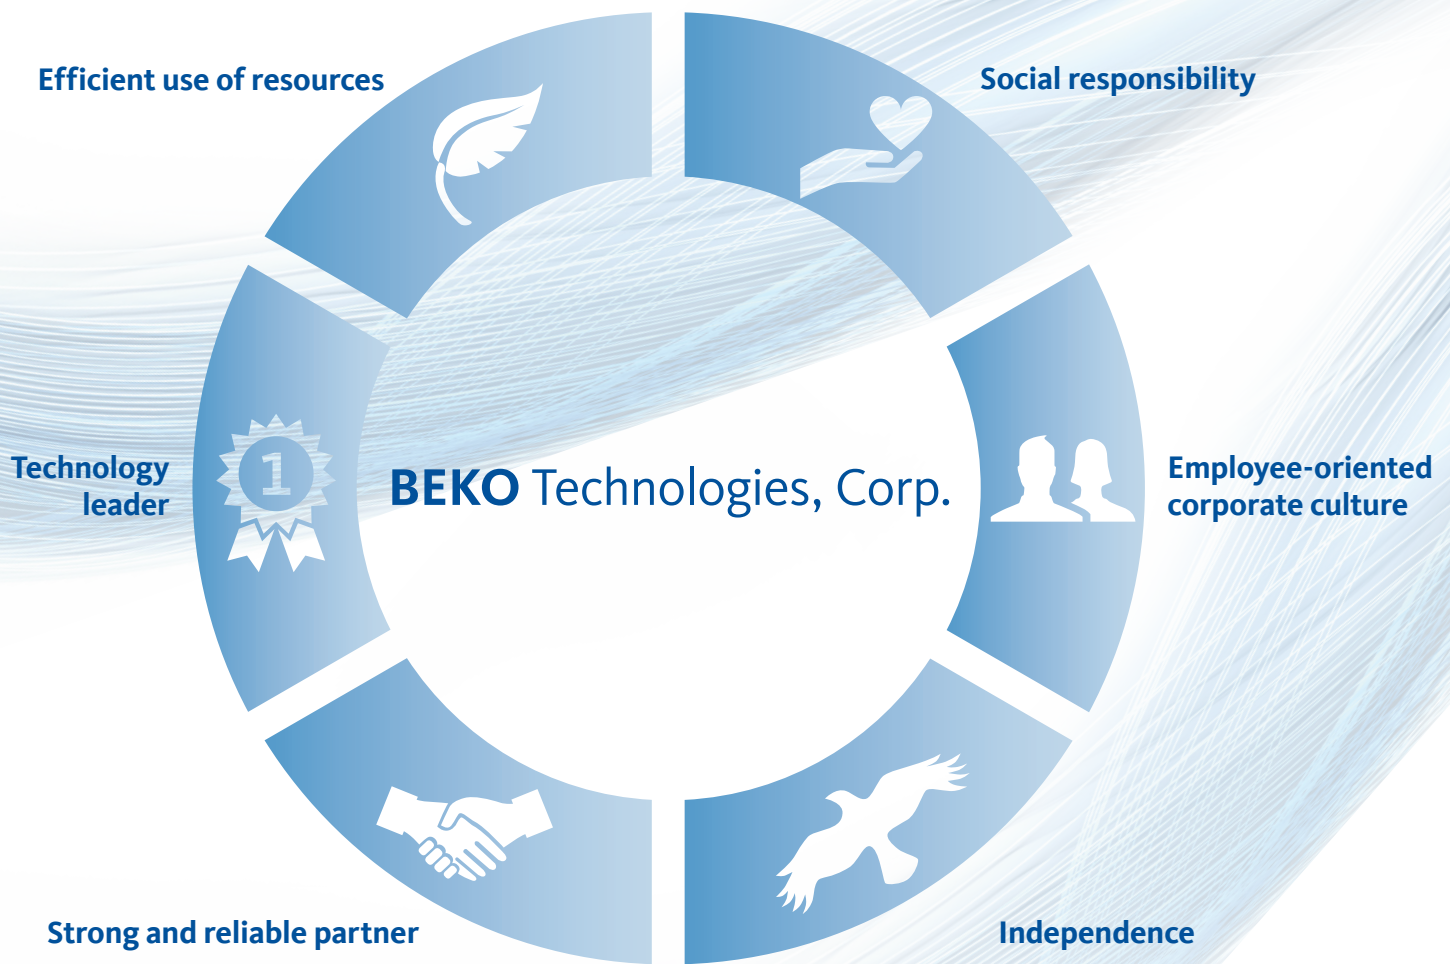 Efficient use of resources
Social responsibility
Technology
leader
1
BEKO Technologies, Corp.
Employee-oriented
corporate culture
Strong and reliable partner
Independence